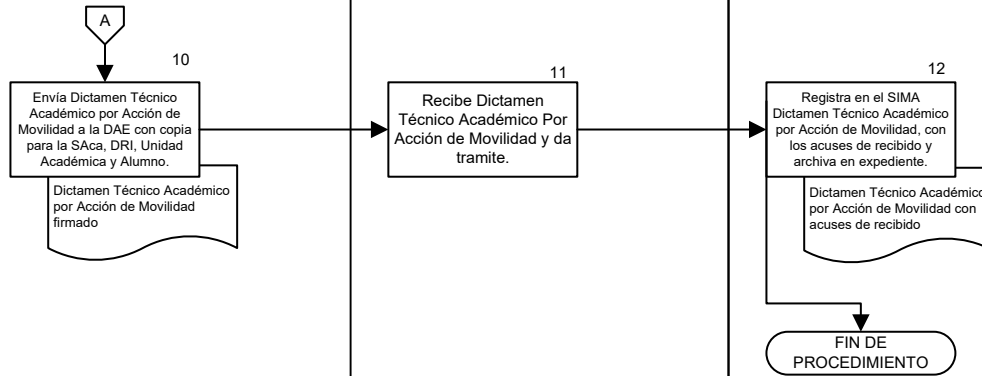 A
10
Envía Dictamen Técnico
Académico por Acción de
Movilidad a la DAE con copia
para la SAca, DRI, Unidad
Académica y Alumno.
Dictamen Técnico Académico
por Acción de Movilidad
firmado
11
Recibe Dictamen
Técnico Académico Por
Acción de Movilidad y da
tramite.
12
Registra en el SIMA
Dictamen Técnico Académico
por Acción de Movilidad, con
los acuses de recibido y
archiva en expediente.
Dictamen Técnico Académico
por Acción de Movilidad con
acuses de recibido
FIN DE
PROCEDIMIENTO